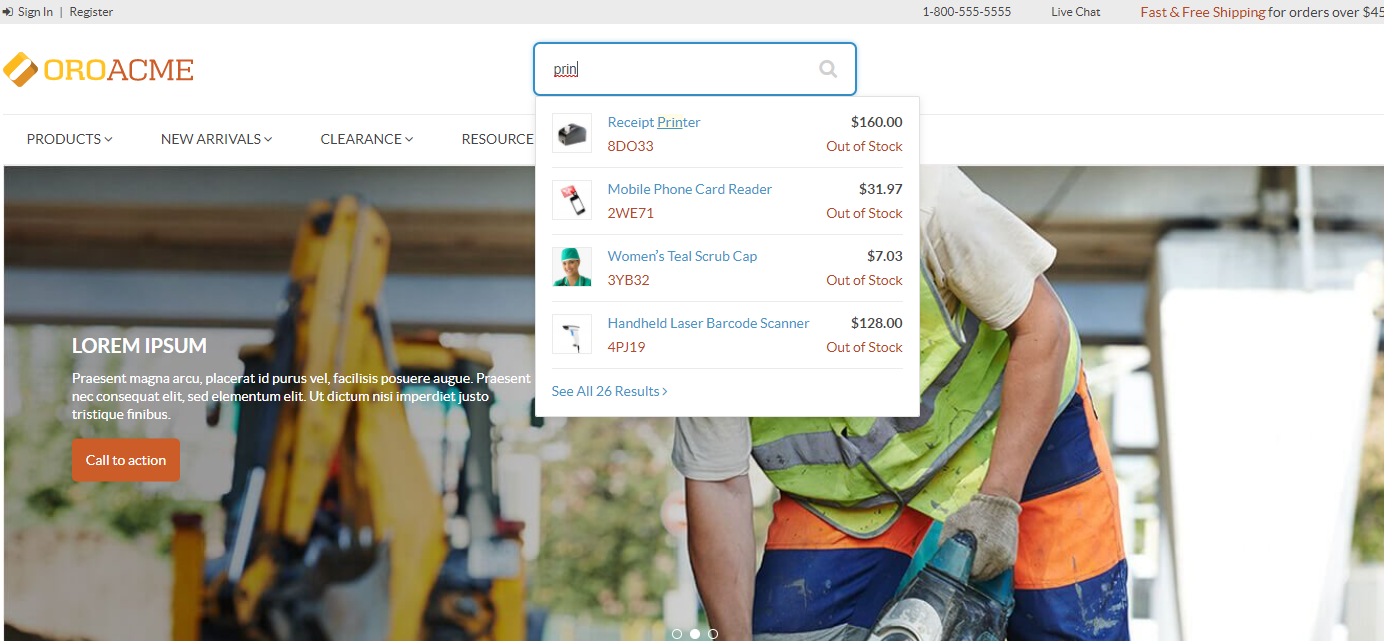 Sign In | Register
1-800-555-5555 Live Chat Fast & Free Shipping for orders over $45
OROACME
prin
PRODUCTS NEW ARRIVALS CLEARANCE RESOURCE
Receipt Printer $160.00
8DO33 Out of Stock
Mobile Phone Card Reader $31.97
2WE71 Out of Stock
Women’s Teal Scrub Cap $7.03
3YB32 Out of Stock
Handheld Laser Barcode Scanner $128.00
4PJ19 Out of Stock
See All 26 Results
LOREM IPSUM
Praesent magna arcu, placerat id purus vel, facilisis posuere augue. Praesent
nec consequat elit, sed elementum elit. Ut dictum nisi imperdiet justo
tristique finibus.
Call to action